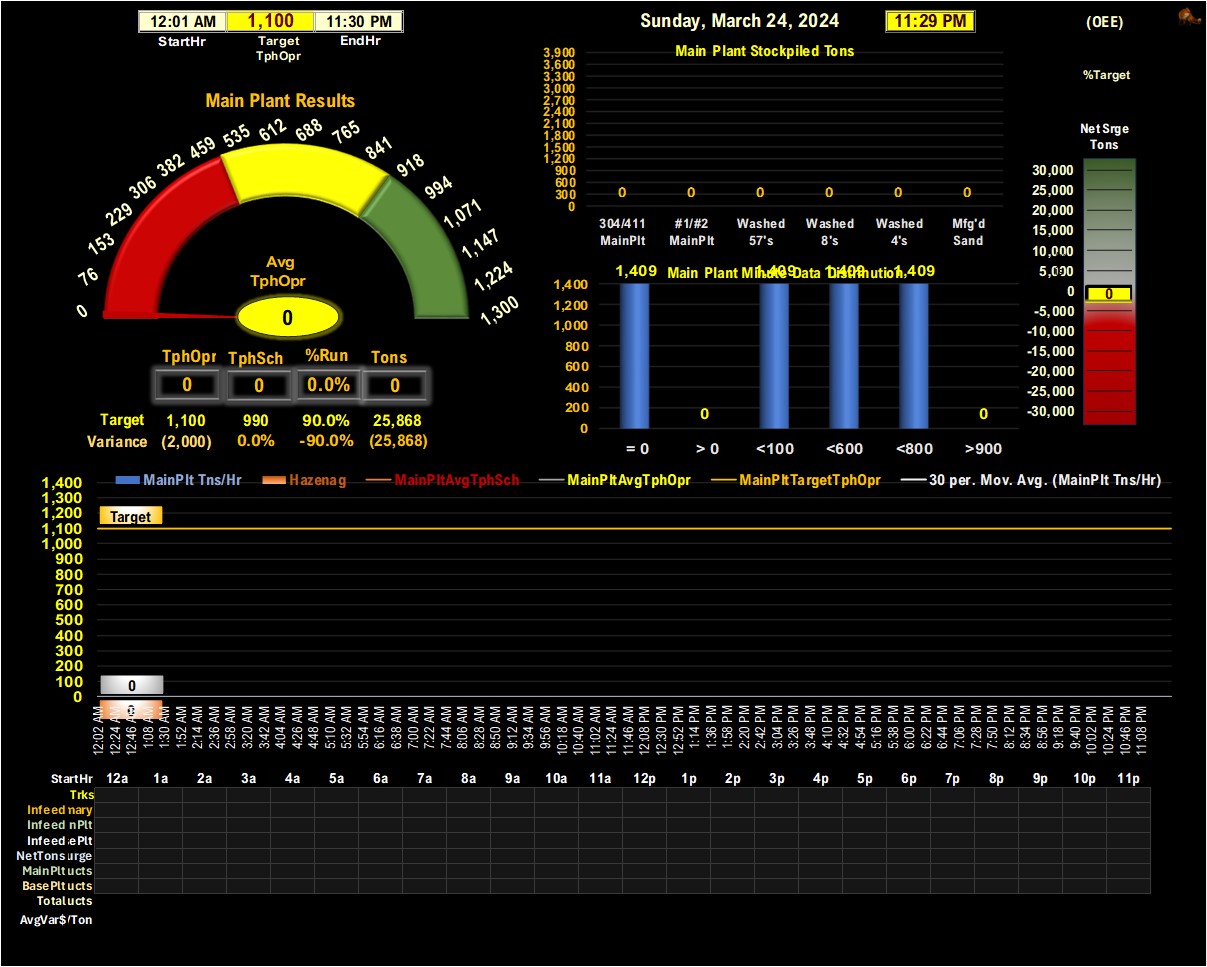 12:01 AM 1,100 11:30 PM
StartHr Target EndHr
TphOpr
Sunday, March 24, 2024 11:29 PM
(OEE)
%Target
Net Srge
Tons
30,000
25,000
20,000
15,000
10,000
5,000
0
0
-5,000
-10,000
-15,000
-20,000
-25,000
-30,000
Main Plant Results
0 76 153 229 306 382 459 535 612 688 765 841 918 994 1,071 1,147 1,224 1,300
Avg
TphOpr
0
TphOpr TphSch %Run Tons
0 0 0.0% 0
Target 1,100 990 90.0% 25,868
Variance (2,000) 0.0% -90.0% (25,868)
Main Plant Stockpiled Tons
3,900
3,600
3,300
3,000
2,700
2,400
2,100
1,800
1,500
1,200
900
600
300
0
0 0 0 0 0 0
304/411 #1/#2 Washed Washed Washed Mfg'd
MainPlt MainPlt 57's 8's 4's Sand
Main Plant Minute Data Distribution
1,409 1,409 1,409 1,409
1,400
1,200
1,000
800
600
400
200
0
0 0
= 0 > 0 <100 <600 <800 >900
MainPlt Tns/Hr Hazenag MainPltAvgTphSch MainPltAvgTphOpr MainPltTargetTphOpr 30 per. Mov. Avg. (MainPlt Tns/Hr)
1,400
1,300
1,200
1,100
1,000
900
800
700
600
500
400
300
200
100
0
Target
0
0
12:02 AM 12:24 AM 12:46 AM 1:08 AM 1:30 AM 1:52 AM 2:14 AM 2:36 AM 2:58 AM 3:20 AM 3:42 AM 4:04 AM 4:26 AM 4:48 AM 5:10 AM 5:32 AM 5:54 AM 6:16 AM 6:38 AM 7:00 AM 7:22 AM 7:44 AM 8:06 AM 8:28 AM 8:50 AM 9:12 AM 9:34 AM 9:56 AM 10:18 AM 10:40 AM 11:02 AM 11:24 AM 11:46 AM 12:08 PM 12:30 PM 12:52 PM 1:14 PM 1:36 PM 1:58 PM 2:20 PM 2:42 PM 3:04 PM 3:26 PM 3:48 PM 4:10 PM 4:32 PM 4:54 PM 5:16 PM 5:38 PM 6:00 PM 6:22 PM 6:44 PM 7:06 PM 7:28 PM 7:50 PM 8:12 PM 8:34 PM 8:56 PM 9:18 PM 9:40 PM 10:02 PM 10:24 PM 10:46 PM 11:08 PM
StartHr 12a 1a 2a 3a 4a 5a 6a 7a 8a 9a 10a 11a 12p 1p 2p 3p 4p 5p 6p 7p 8p 9p 10p 11p
Trks
Infeed nary
Infeed nPlt
Infeed ePlt
NetTons urge
MainPlt ucts
BasePlt ucts
Total ucts
AvgVar$/Ton